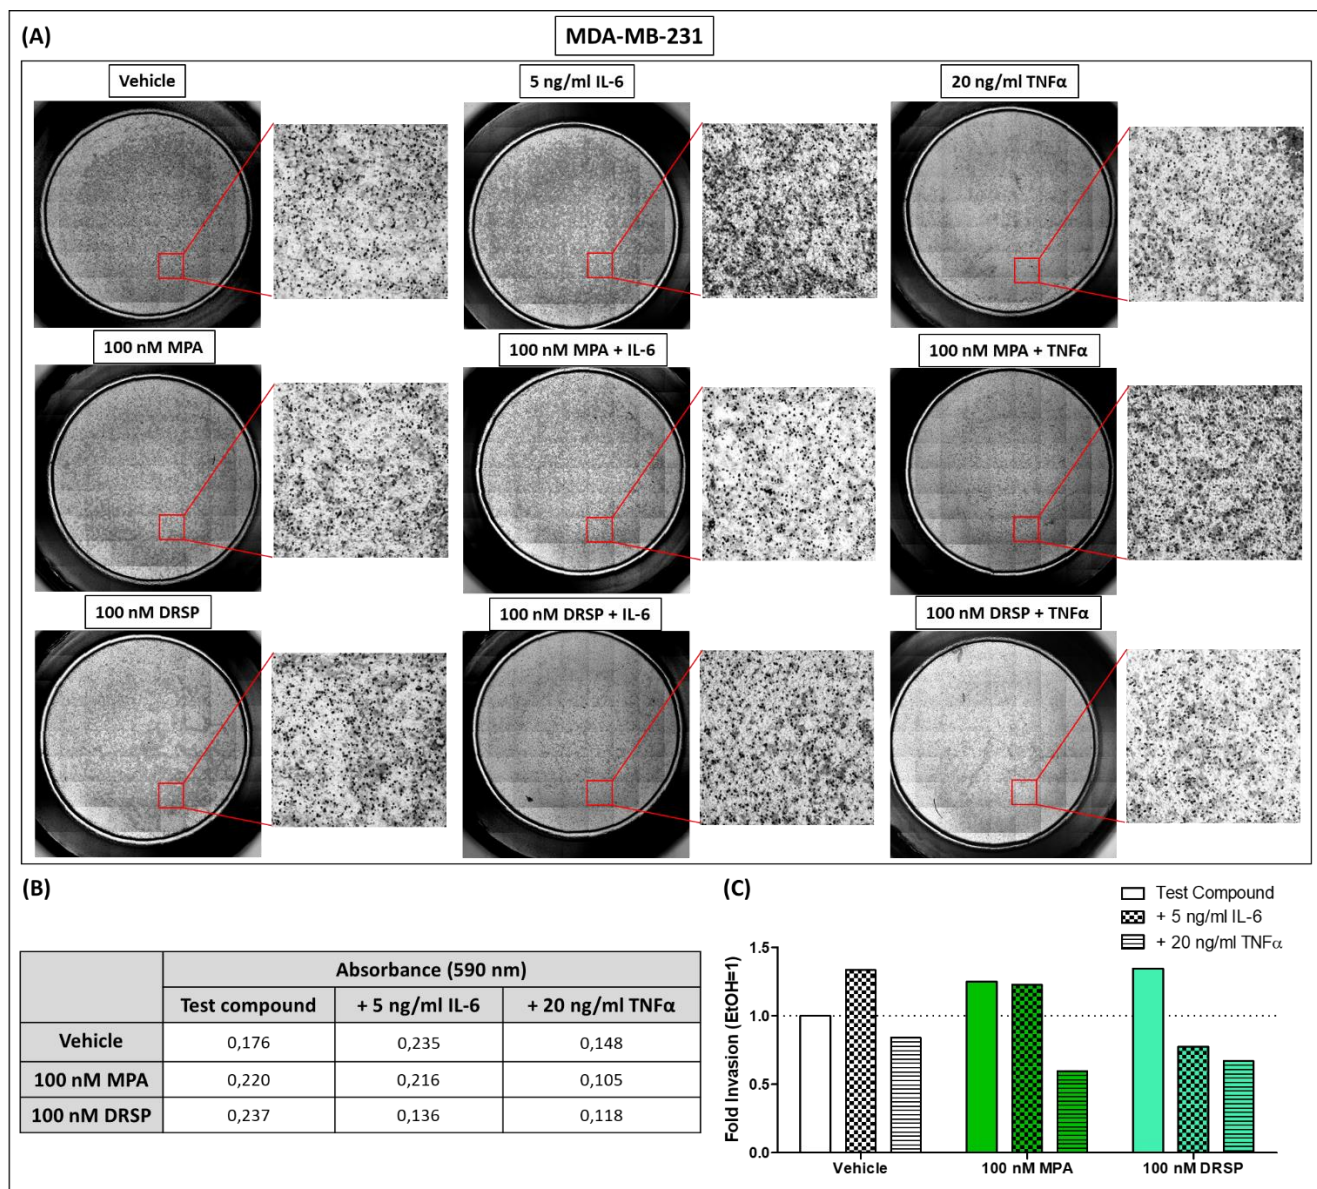 (A)
MDA-MB-231
Vehicle
5 ng/ml IL-6
20 ng/ml TNFα
100 nM MPA
100 nM MPA + IL-6
100 nM MPA + TNFα
100 nM DRSP
100 nM DRSP + IL-6
100 nM DRSP + TNFα
(B)
Absorbance (590 nm)
Test compound + 5 ng/ml IL-6 + 20 ng/ml TNFα
Vehicle 0,176 0,235 0,148
100 nM MPA 0,220 0,216 0,105
100 nM DRSP 0,237 0,136 0,118
(C)
Test Compound
+ 5 ng/ml IL-6
+ 20 ng/ml TNFα
Fold Invasion (EtOH=1)
1.5
1.0
0.5
0.0
Vehicle 100 nM MPA 100 nM DRSP